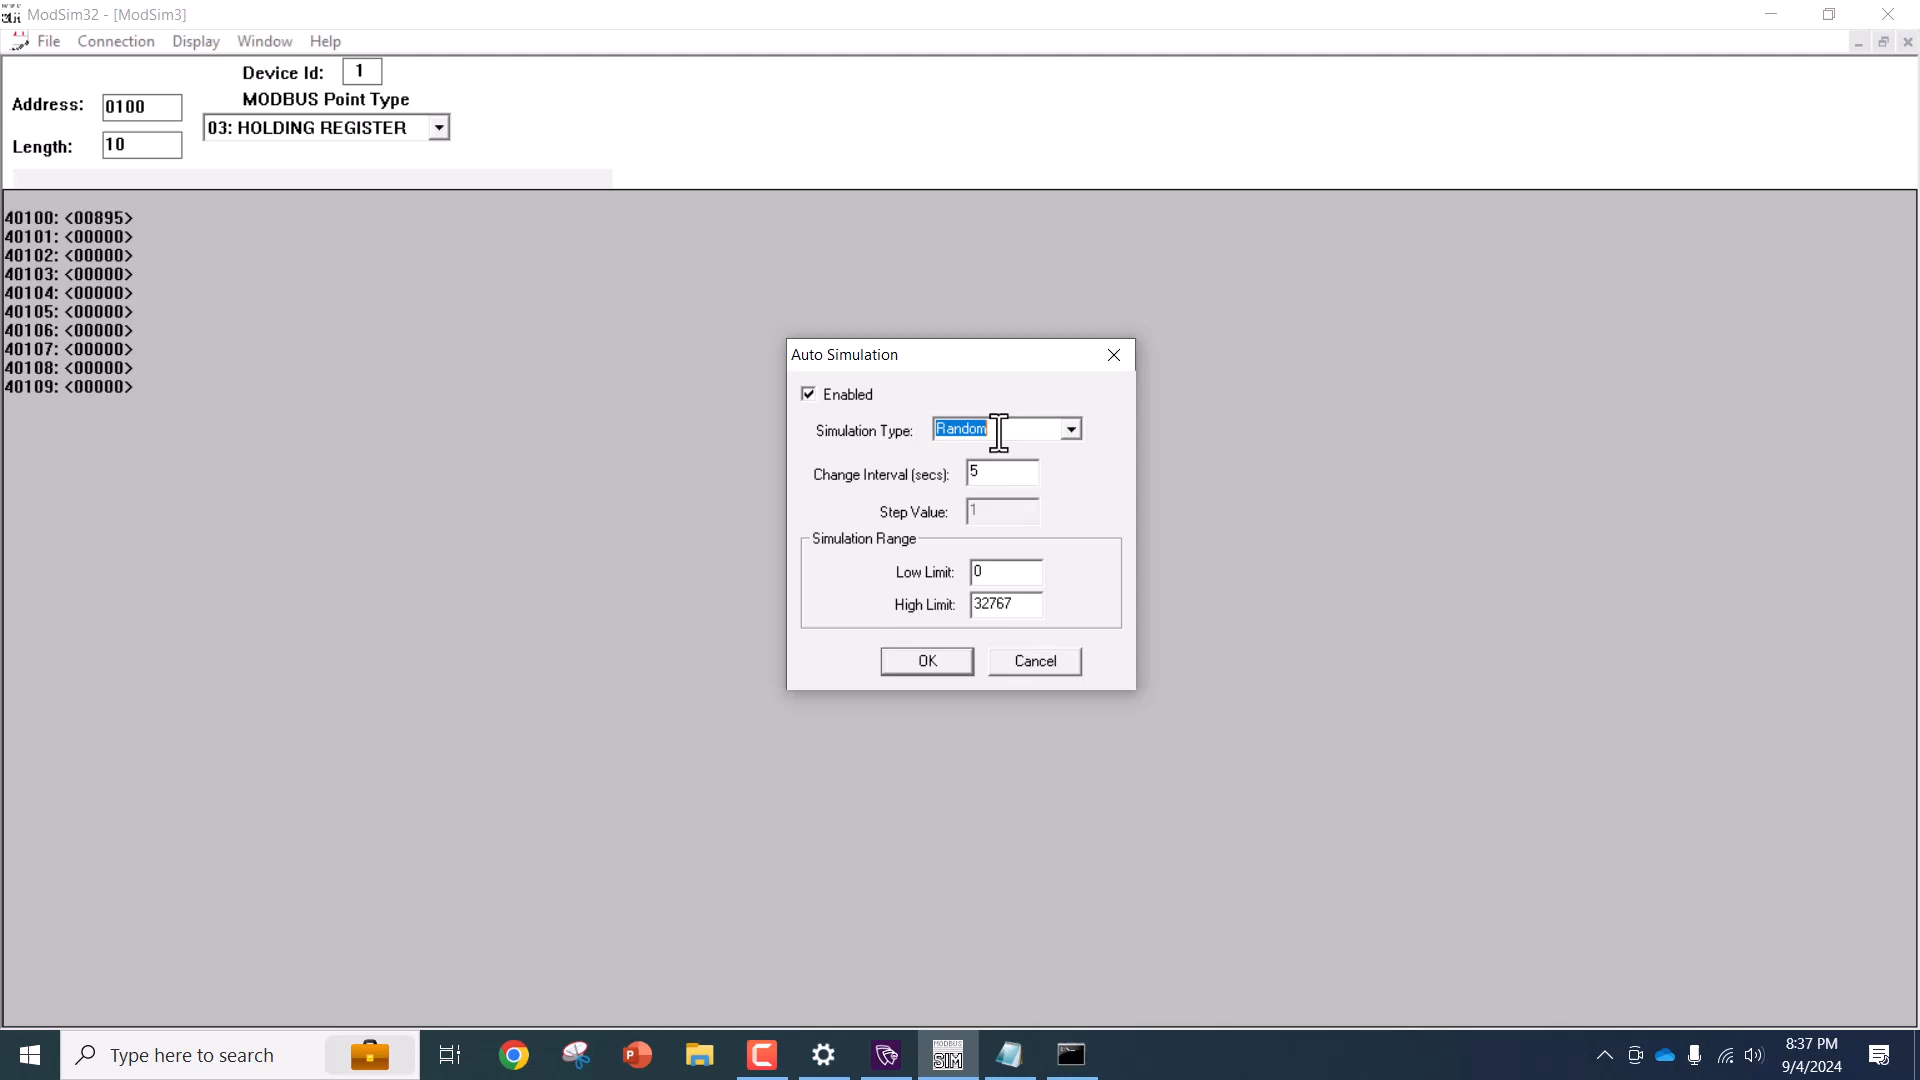 ModSim32 - [ModSim3]
File Connection Display Window Help
Device Id: 1
Address: 0100
MODBUS Point Type
Length: 10
03: HOLDING REGISTER
40100: <00895>
40101: <00000>
40102: <00000>
40103: <00000>
40104: <00000>
40105: <00000>
40106: <00000>
40107: <00000>
40108: <00000>
40109: <00000>
Auto Simulation
Enabled
Simulation Type: Random
Change Interval (secs): 5
Step Value: 1
Simulation Range
Low Limit: 0
High Limit: 32767
OK Cancel
Type here to search
MODBUS
SIM
8:37 PM
9/4/2024